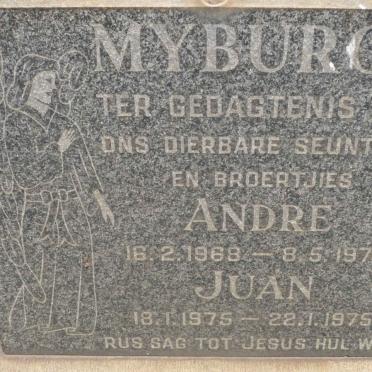 MYBURG
TER GEDAGTENIS
ONS DIERBARE SEUNT
EN BROERTJIES
ANDRE
16.2.1968 — 8.5.197
JUAN
18.1.1975 — 22.1.1975
RUS SAG TOT JESUS HUL W